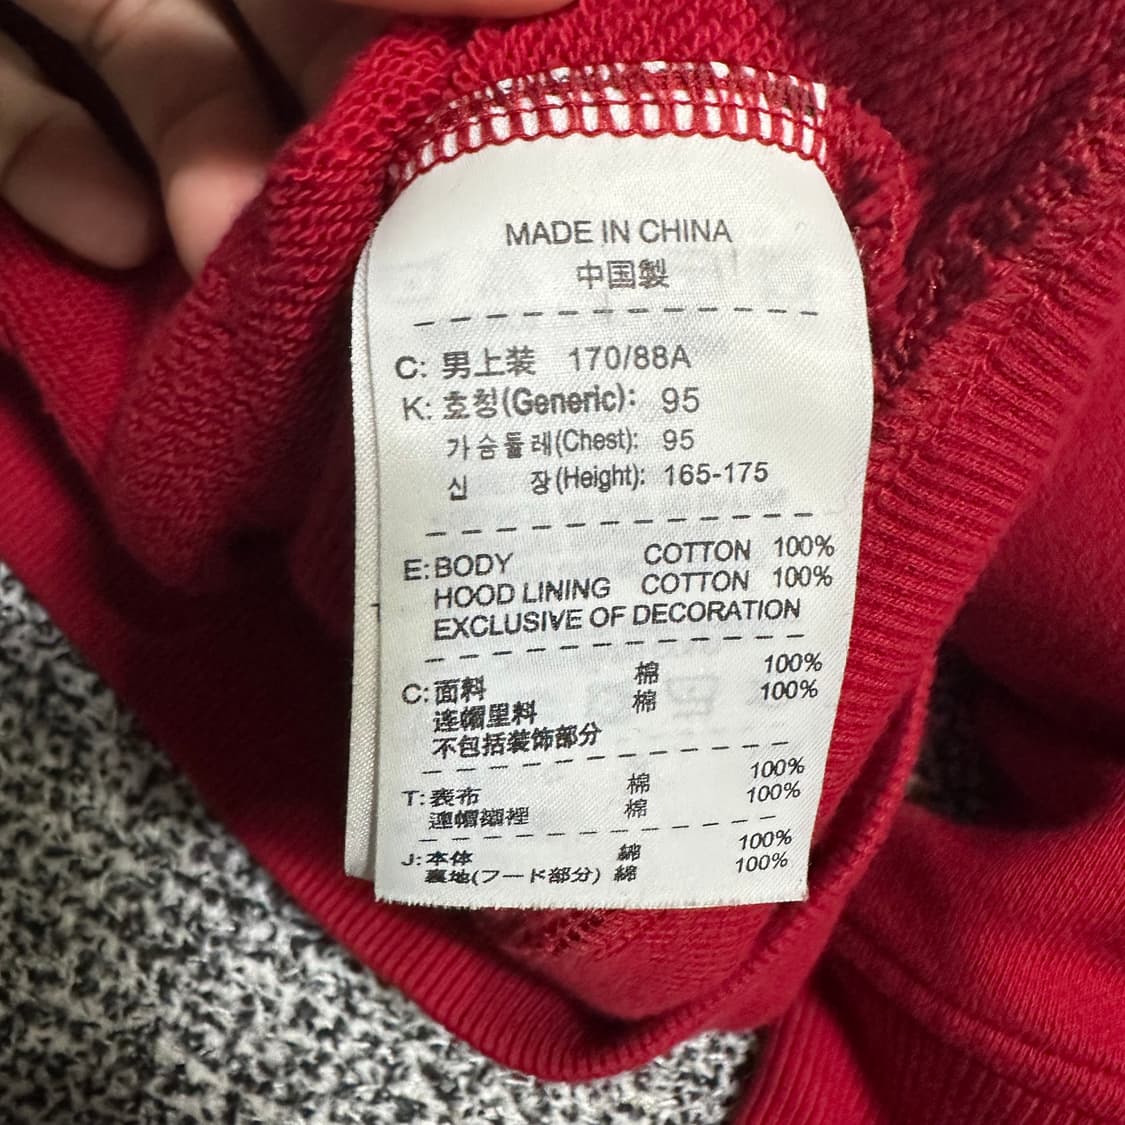 MADE IN CHINA
中国製
C: 男上装 170/88A
K: 호칭(Generic): 95
가슴둘레(Chest): 95
신 장(Height): 165-175
E: BODY COTTON 100%
HOOD LINING COTTON 100%
EXCLUSIVE OF DECORATION
C: 面料 棉 100%
连帽里料 棉 100%
不包括装饰部分
T: 表布 棉 100%
連帽襯裡 棉 100%
J: 本体 綿 100%
裏地(フード部分) 綿 100%